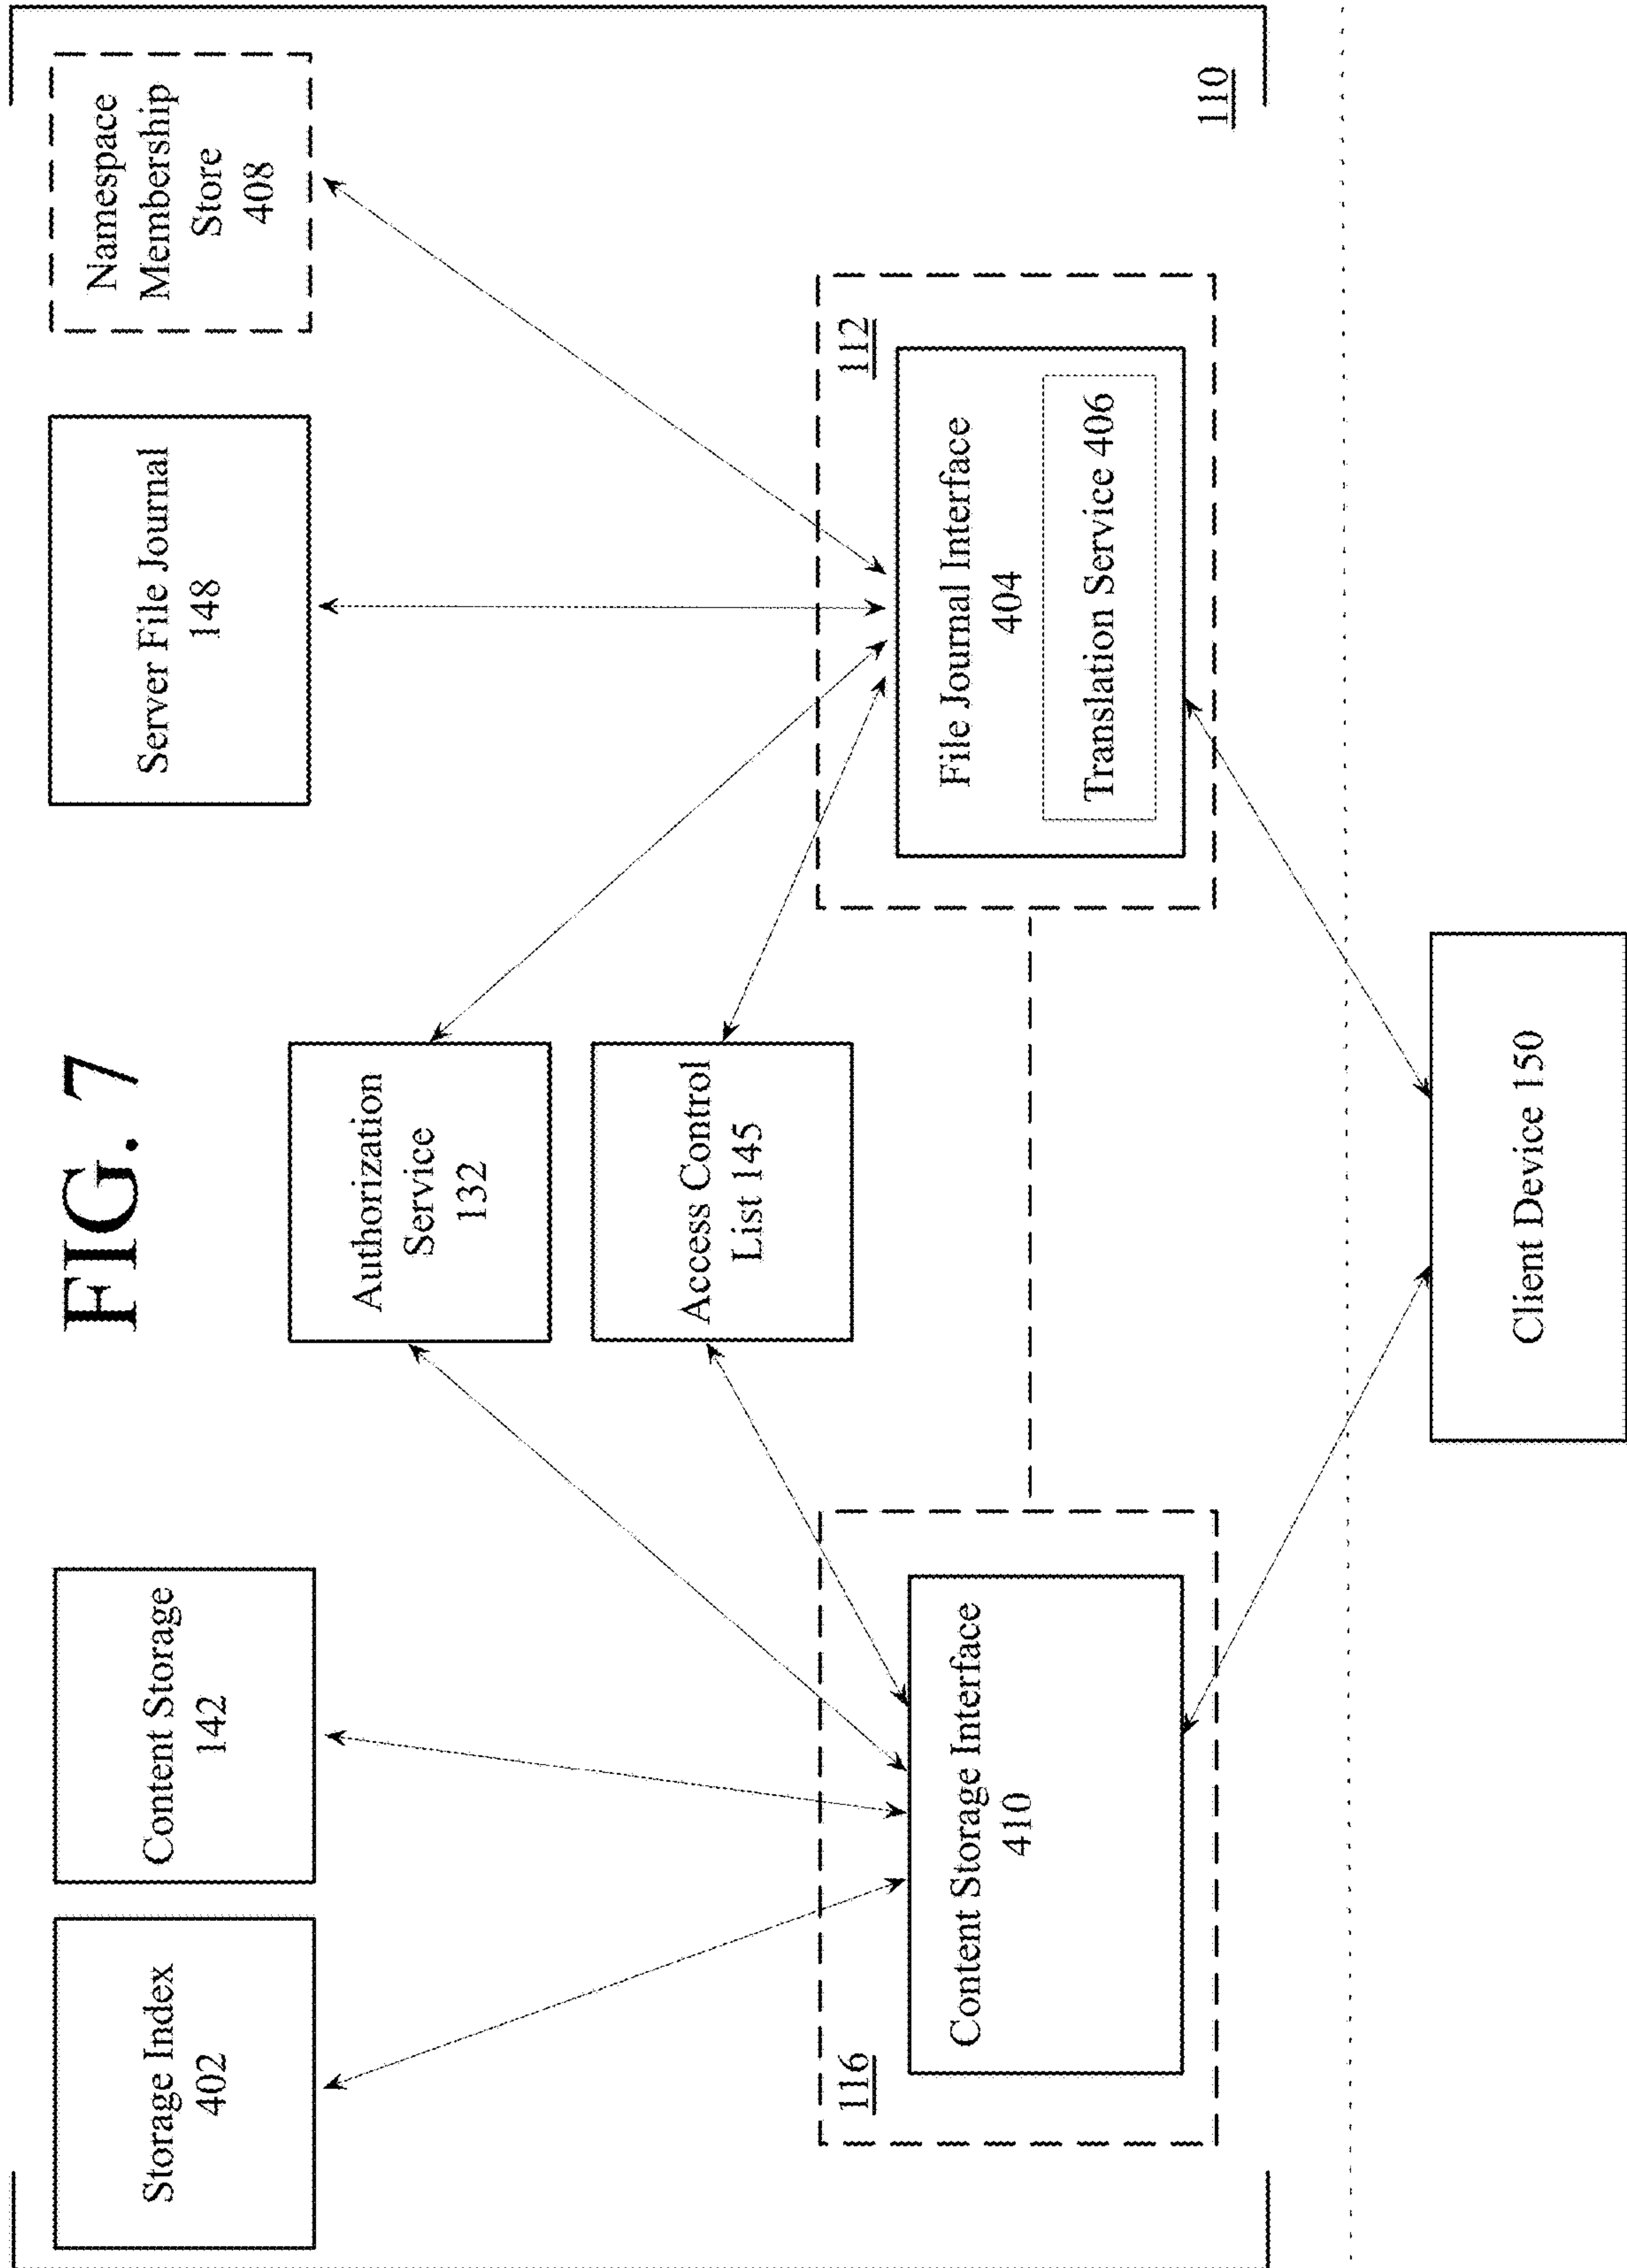 FIG. 7
Storage Index
402
Content Storage
142
Authorization
Service
132
Access Control
List 145
Server File Journal
148
Namespace
Membership
Store
408
116
Content Storage Interface
410
112
File Journal Interface
404
Translation Service 406
110
Client Device 150